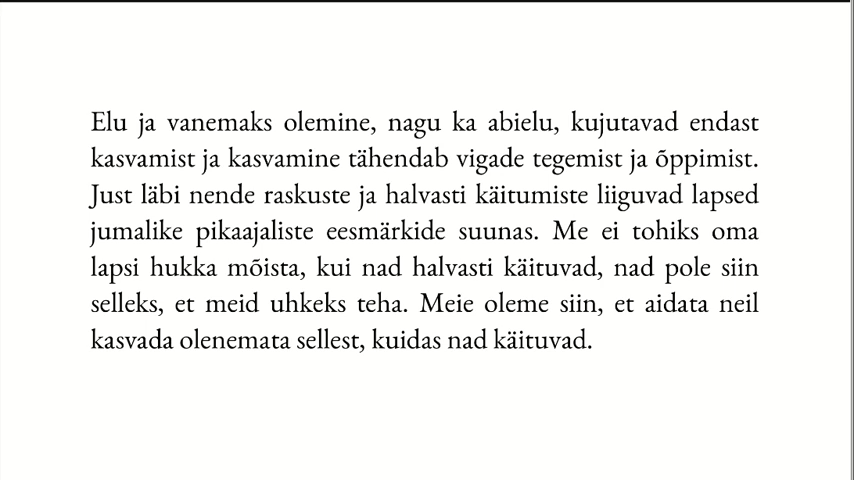 Elu ja vanemaks olemine, nagu ka abielu, kujutavad endast
kasvamist ja kasvamine tähendab vigade tegemist ja õppimist.
Just läbi nende raskuste ja halvasti käitumiste liiguvad lapsed
jumalike pikaajaliste eesmärkide suunas. Me ei tohiks oma
lapsi hukka mõista, kui nad halvasti käituvad, nad pole siin
selleks, et meid uhkeks teha. Meie oleme siin, et aidata neil
kasvada olenemata sellest, kuidas nad käituvad.